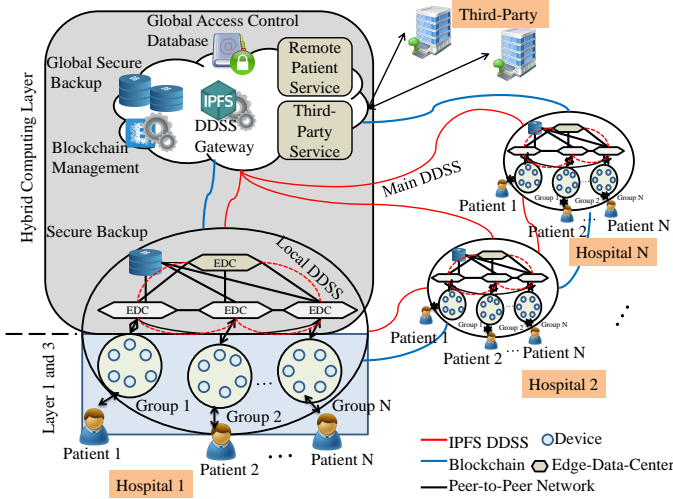 Global Access Control
Database
Third-Party
Global Secure
Backup
Remote
Patient
Service
IPFS
DDSS
Gateway
Third-
Party
Service
Blockchain
Management
Hybrid Computing Layer
Main DDSS
Patient 1
Group 1
Group 2
Group N
Patient 2
...
Patient N
Hospital N
Secure Backup
Local DDSS
EDC
EDC
EDC
EDC
Patient 1
Group 1
Group 2
Group N
Patient 2
...
Patient N
Hospital 2
Layer 1 and 3
...
Group 1
Group 2
Group N
Patient 1
Patient 2
....
Patient N
Hospital 1
IPFS DDSS
Device
Blockchain
Edge-Data-Center
Peer-to-Peer Network